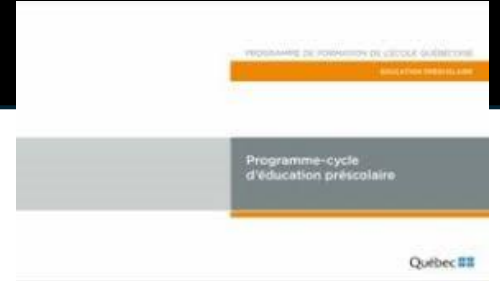 PROGRAMME DE FORMATION DE L'ÉCOLE QUÉBÉCOISE
ÉDUCATION PRÉSCOLAIRE
Programme-cycle
d'éducation préscolaire
Québec